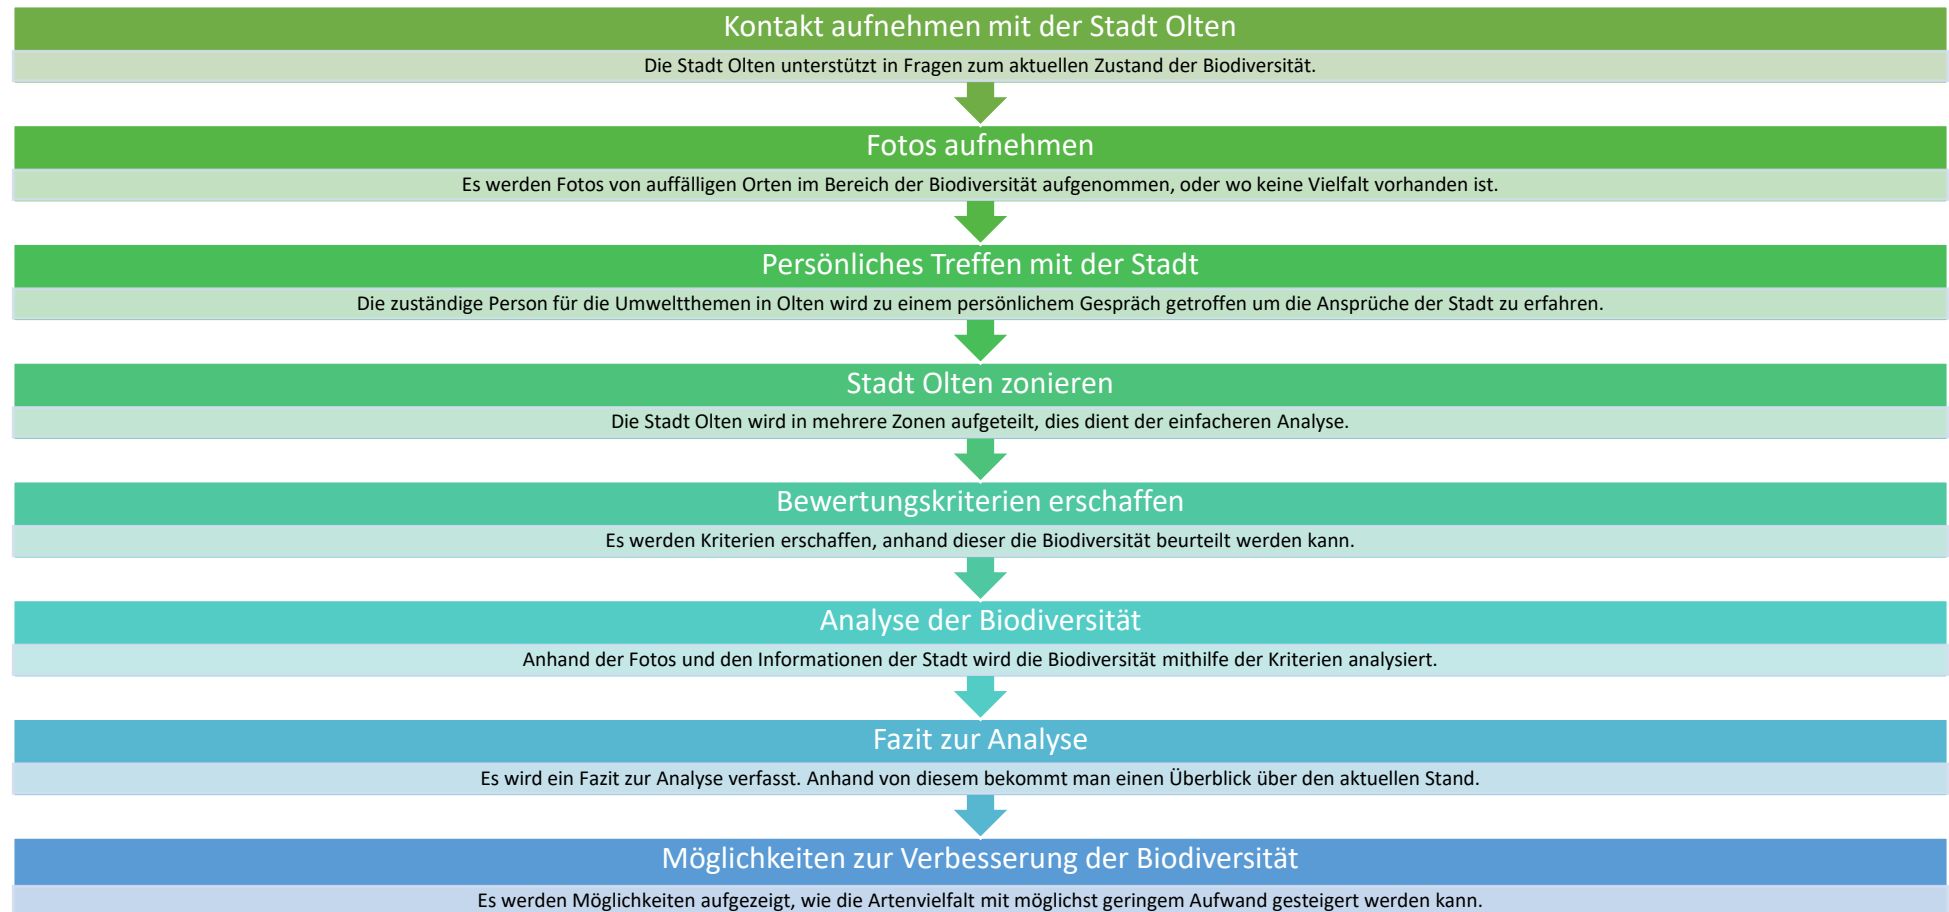 Kontakt aufnehmen mit der Stadt Olten
Die Stadt Olten unterstützt in Fragen zum aktuellen Zustand der Biodiversität.
Fotos aufnehmen
Es werden Fotos von auffälligen Orten im Bereich der Biodiversität aufgenommen, oder wo keine Vielfalt vorhanden ist.
Persönliches Treffen mit der Stadt
Die zuständige Person für die Umweltthemen in Olten wird zu einem persönlichem Gespräch getroffen um die Ansprüche der Stadt zu erfahren.
Stadt Olten zonieren
Die Stadt Olten wird in mehrere Zonen aufgeteilt, dies dient der einfacheren Analyse.
Bewertungskriterien erschaffen
Es werden Kriterien erschaffen, anhand dieser die Biodiversität beurteilt werden kann.
Analyse der Biodiversität
Anhand der Fotos und den Informationen der Stadt wird die Biodiversität mithilfe der Kriterien analysiert.
Fazit zur Analyse
Es wird ein Fazit zur Analyse verfasst. Anhand von diesem bekommt man einen Überblick über den aktuellen Stand.
Möglichkeiten zur Verbesserung der Biodiversität
Es werden Möglichkeiten aufgezeigt, wie die Artenvielfalt mit möglichst geringem Aufwand gesteigert werden kann.